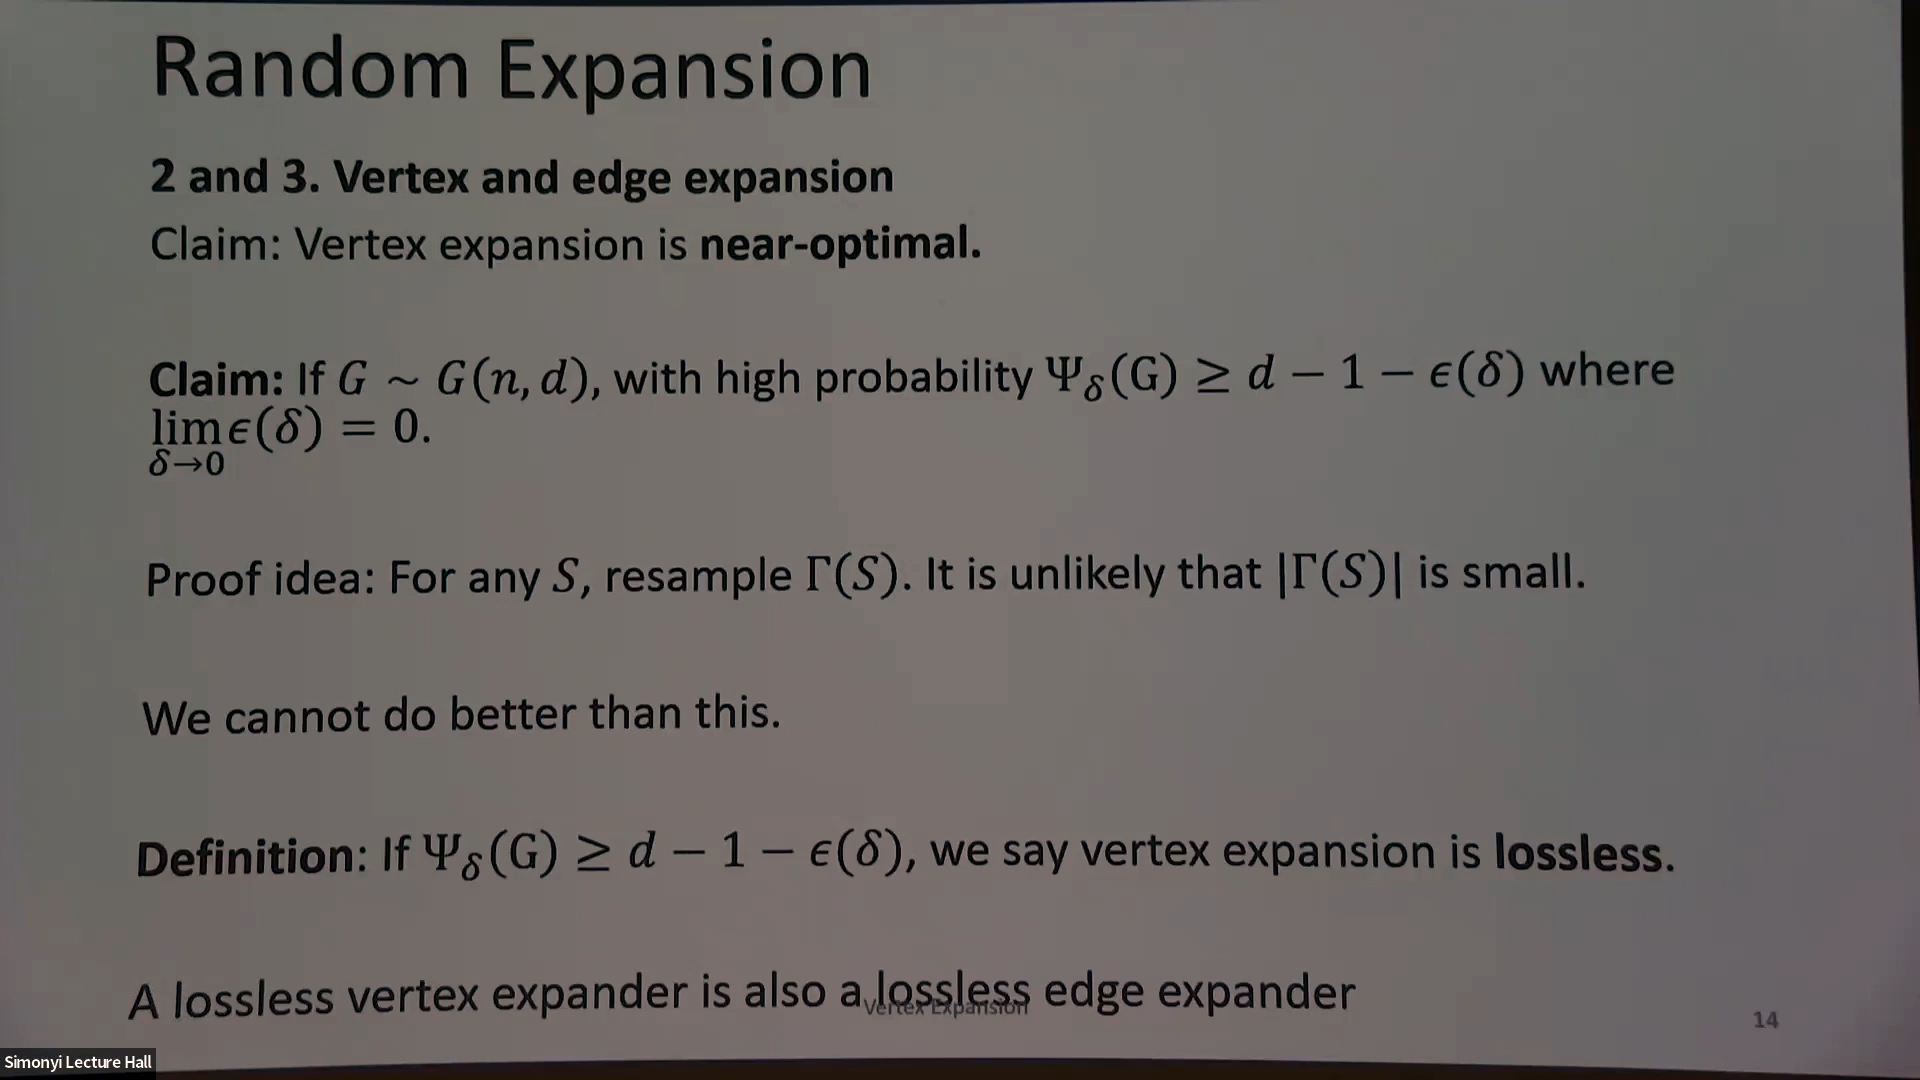 Random Expansion
2 and 3. Vertex and edge expansion
Claim: Vertex expansion is near-optimal.
Claim: If G ~ G(n, d), with high probability Ψ_δ(G) ≥ d − 1 − ϵ(δ) where
lim ϵ(δ) = 0.
δ→0
Proof idea: For any S, resample Γ(S). It is unlikely that |Γ(S)| is small.
We cannot do better than this.
Definition: If Ψ_δ(G) ≥ d − 1 − ϵ(δ), we say vertex expansion is lossless.
A lossless vertex expander is also a lossless edge expander
Vertex Expansion
14
Simonyi Lecture Hall